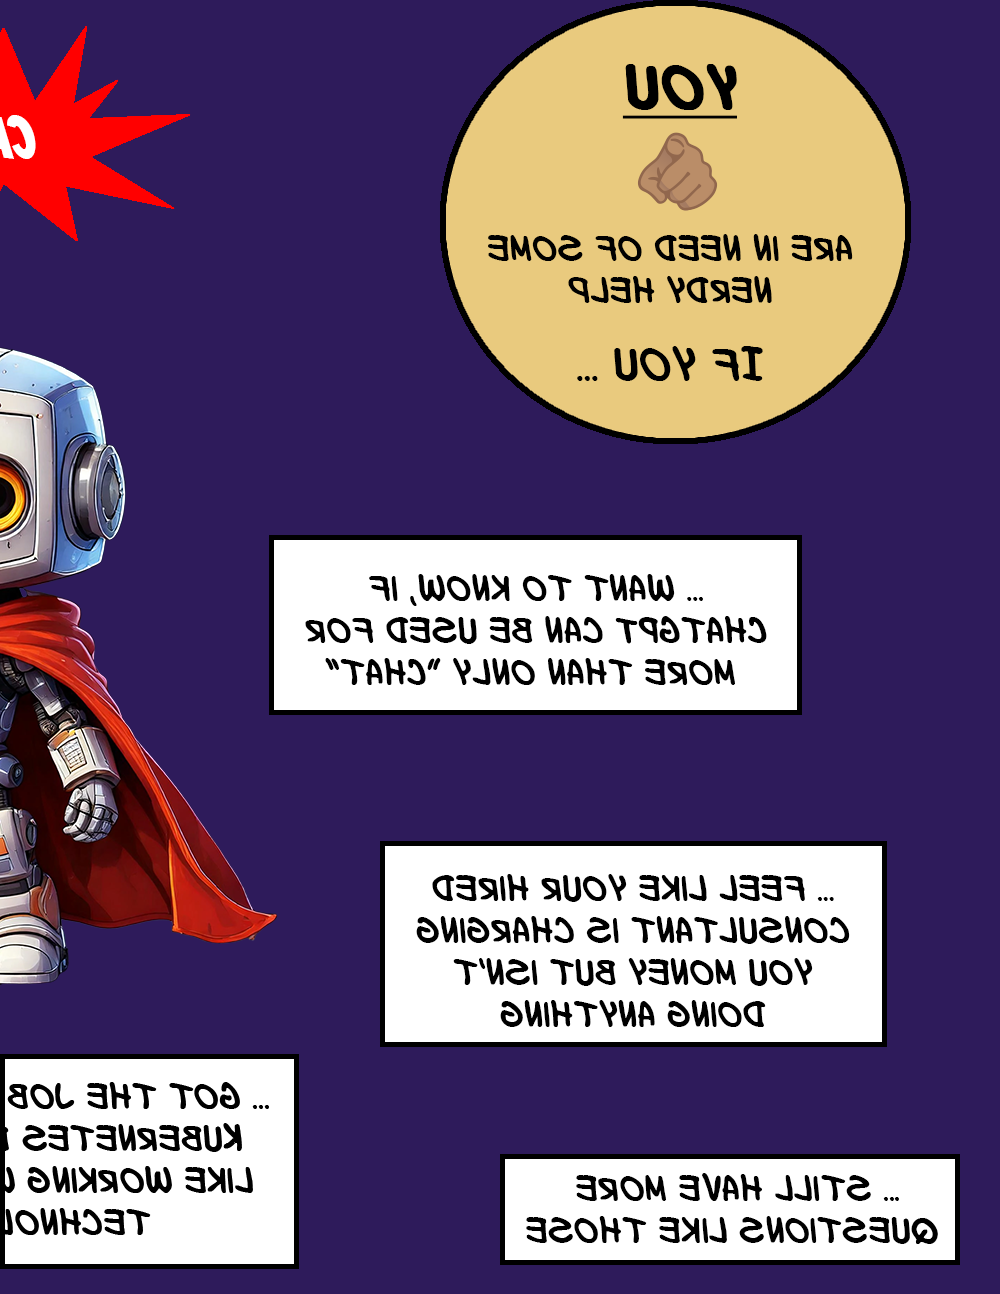 YOU
ARE IN NEED OF SOME
NERDY HELP
IF YOU ...
... WANT TO KNOW, IF
CHATGPT CAN BE USED FOR
MORE THAN ONLY "CHAT"
... FEEL LIKE YOUR HIRED
CONSULTANT IS CHARGING
YOU MONEY BUT ISN'T
DOING ANYTHING
... GOT THE JOB
KUBERNETES
LIKE WORKING
... STILL HAVE MORE
QUESTIONS LIKE THOSE